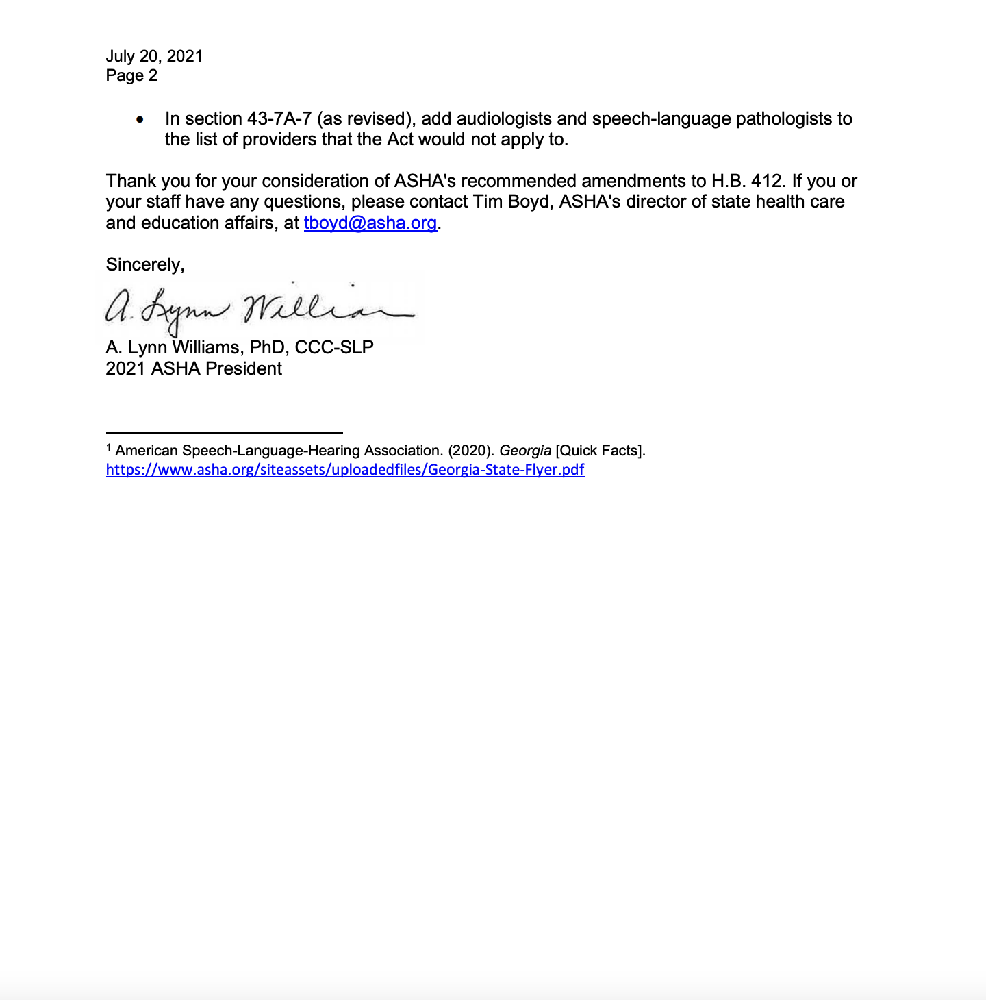 July 20, 2021
Page 2
• In section 43-7A-7 (as revised), add audiologists and speech-language pathologists to
the list of providers that the Act would not apply to.
Thank you for your consideration of ASHA's recommended amendments to H.B. 412. If you or
your staff have any questions, please contact Tim Boyd, ASHA's director of state health care
and education affairs, at tboyd@asha.org.
Sincerely,
A. Lynn Williams
A. Lynn Williams, PhD, CCC-SLP
2021 ASHA President
1 American Speech-Language-Hearing Association. (2020). Georgia [Quick Facts].
https://www.asha.org/siteassets/uploadedfiles/Georgia-State-Flyer.pdf